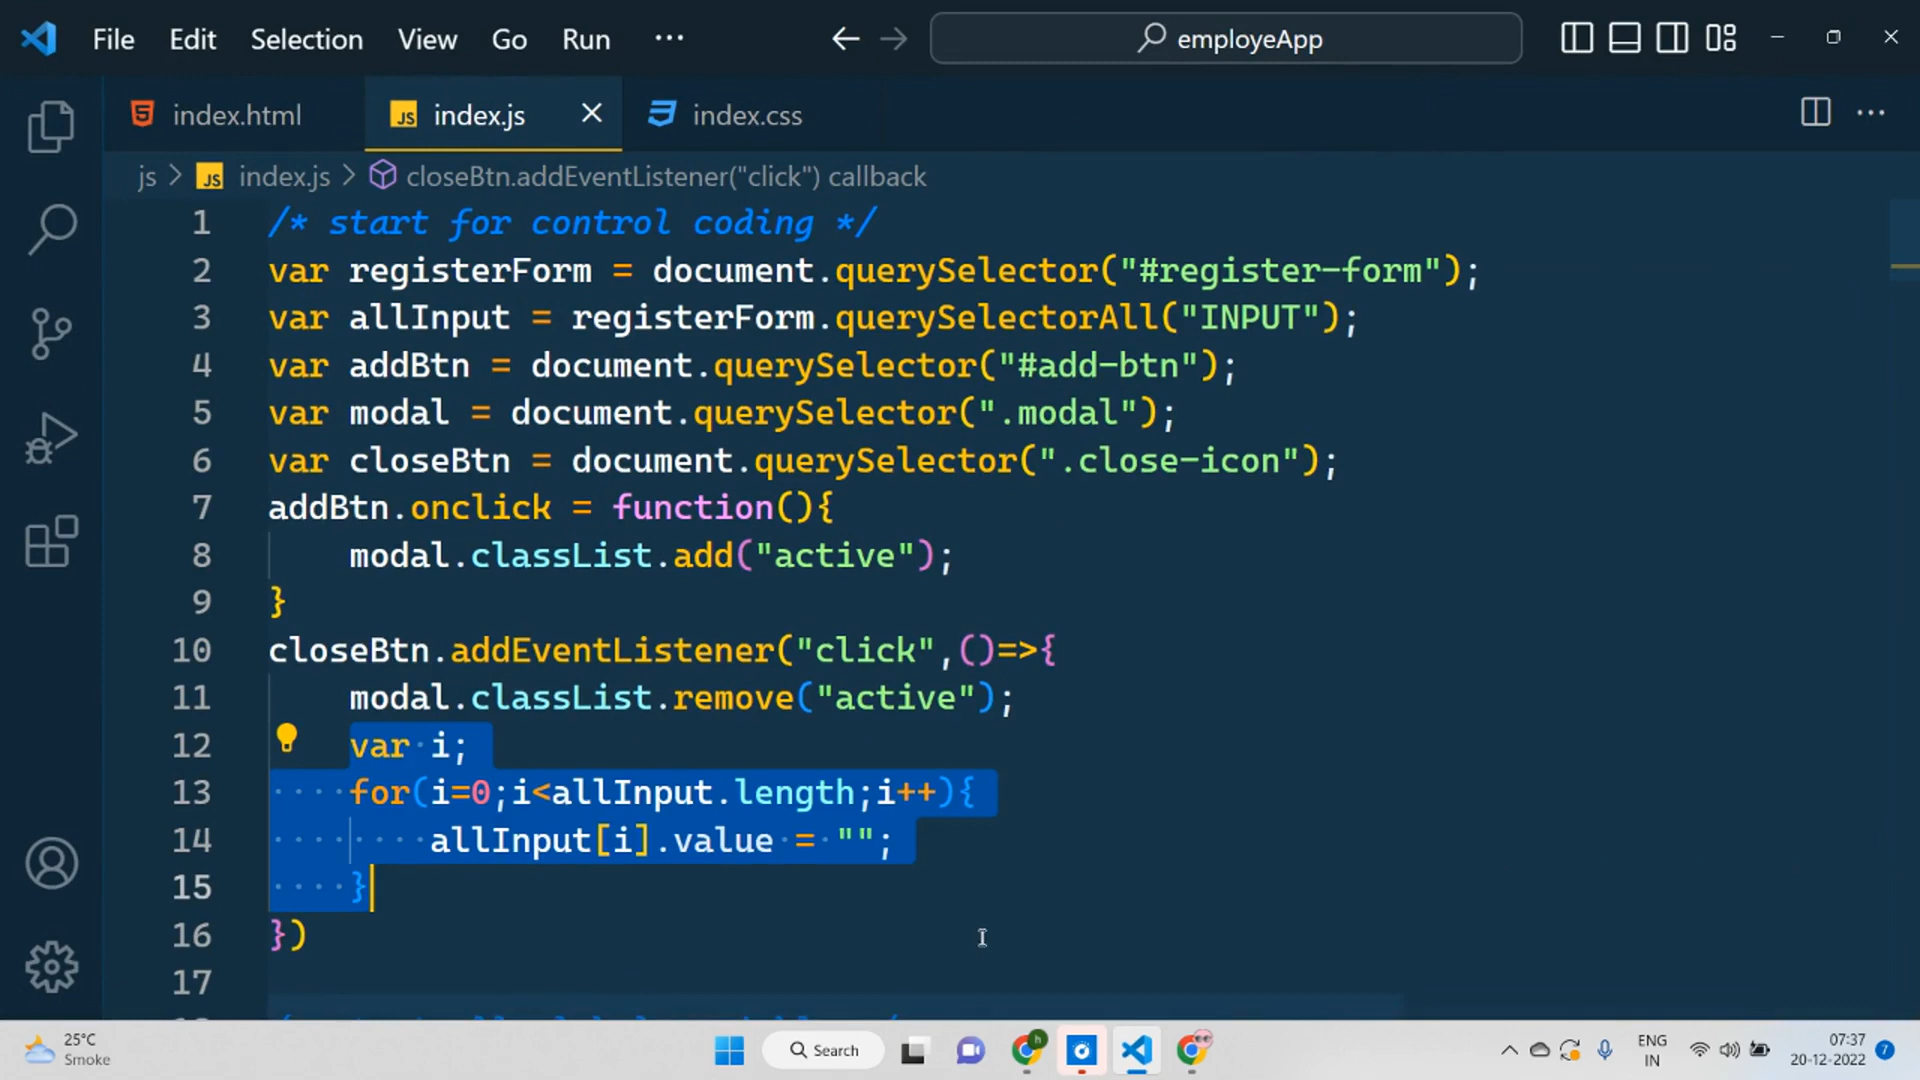 File Edit Selection View Go Run ··· employeApp
index.html index.js index.css
js > JS index.js > closeBtn.addEventListener("click") callback
1 /* start for control coding */
2 var registerForm = document.querySelector("#register-form");
3 var allInput = registerForm.querySelectorAll("INPUT");
4 var addBtn = document.querySelector("#add-btn");
5 var modal = document.querySelector(".modal");
6 var closeBtn = document.querySelector(".close-icon");
7 addBtn.onclick = function(){
8 modal.classList.add("active");
9 }
10 closeBtn.addEventListener("click",()=>{
11 modal.classList.remove("active");
12 var i;
13 for(i=0;i<allInput.length;i++){
14 allInput[i].value = "";
15 }
16 })
17
25°C
Smoke
Search
ENG
IN
07:37
20-12-2022
7